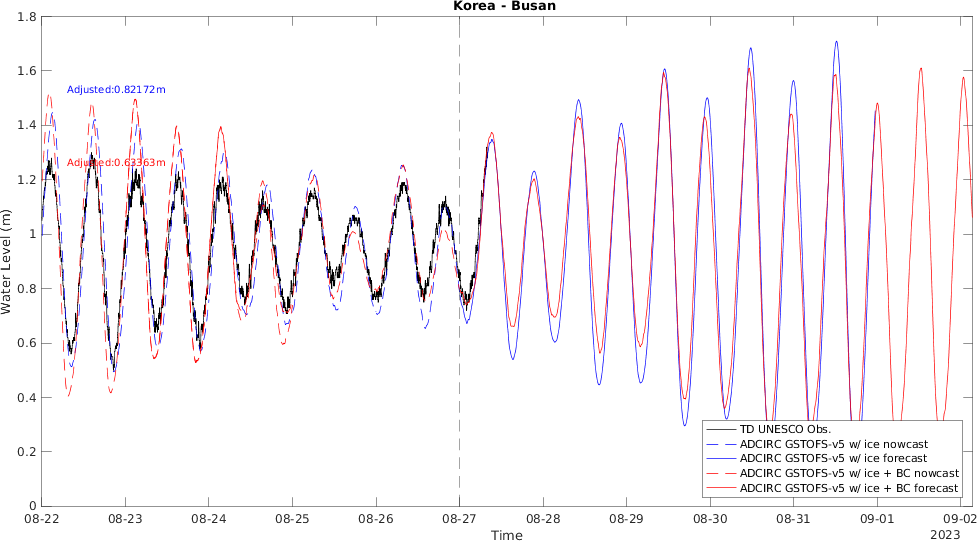 Korea - Busan
1.8
1.6
1.4
1.2
1
0.8
0.6
0.4
0.2
0
Water Level (m)
Adjusted:0.82172m
Adjusted:0.63363m
TD UNESCO Obs.
ADCIRC GSTOFS-v5 w/ ice nowcast
ADCIRC GSTOFS-v5 w/ ice forecast
ADCIRC GSTOFS-v5 w/ ice + BC nowcast
ADCIRC GSTOFS-v5 w/ ice + BC forecast
08-22 08-23 08-24 08-25 08-26 08-27 08-28 08-29 08-30 08-31 09-01 09-02
Time
2023